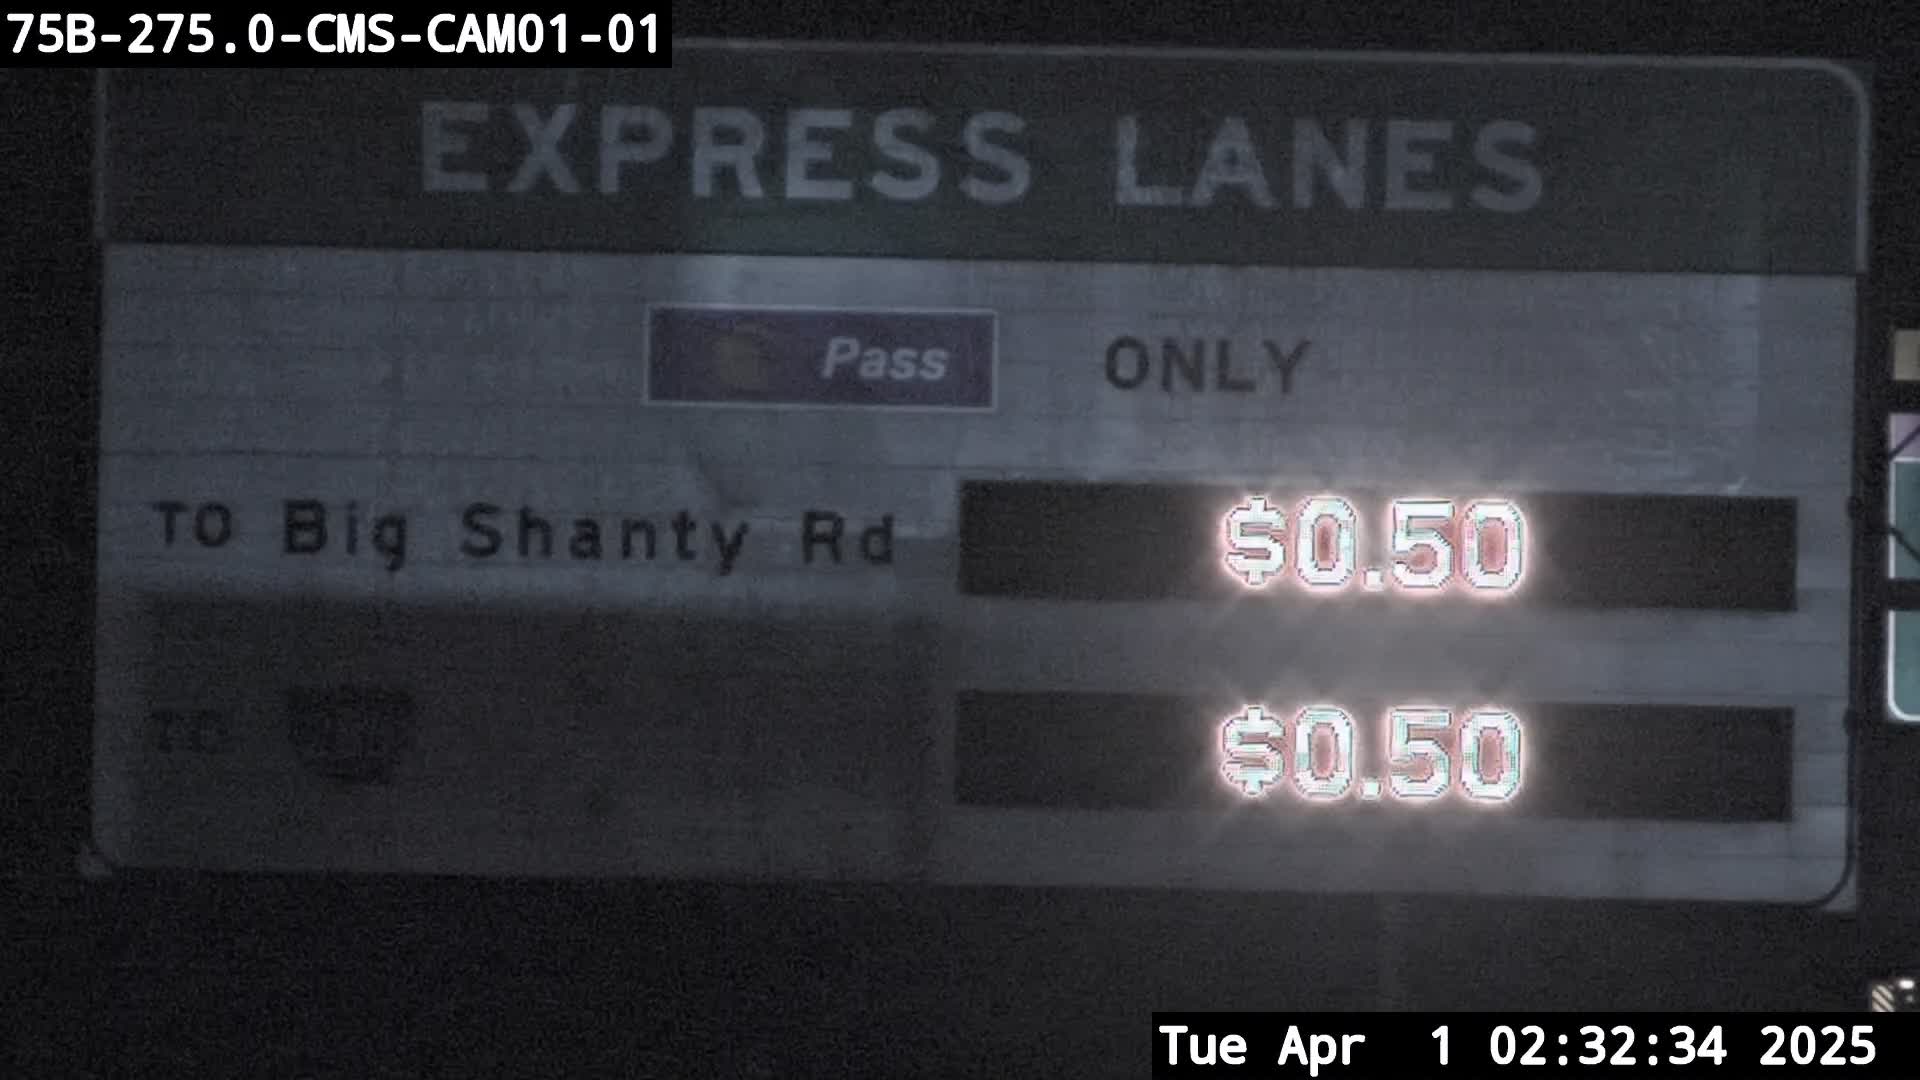 75B-275.0-CMS-CAM01-01
EXPRESS LANES
Pass ONLY
TO Big Shanty Rd $0.50
TO $0.50
Tue Apr 1 02:32:34 2025